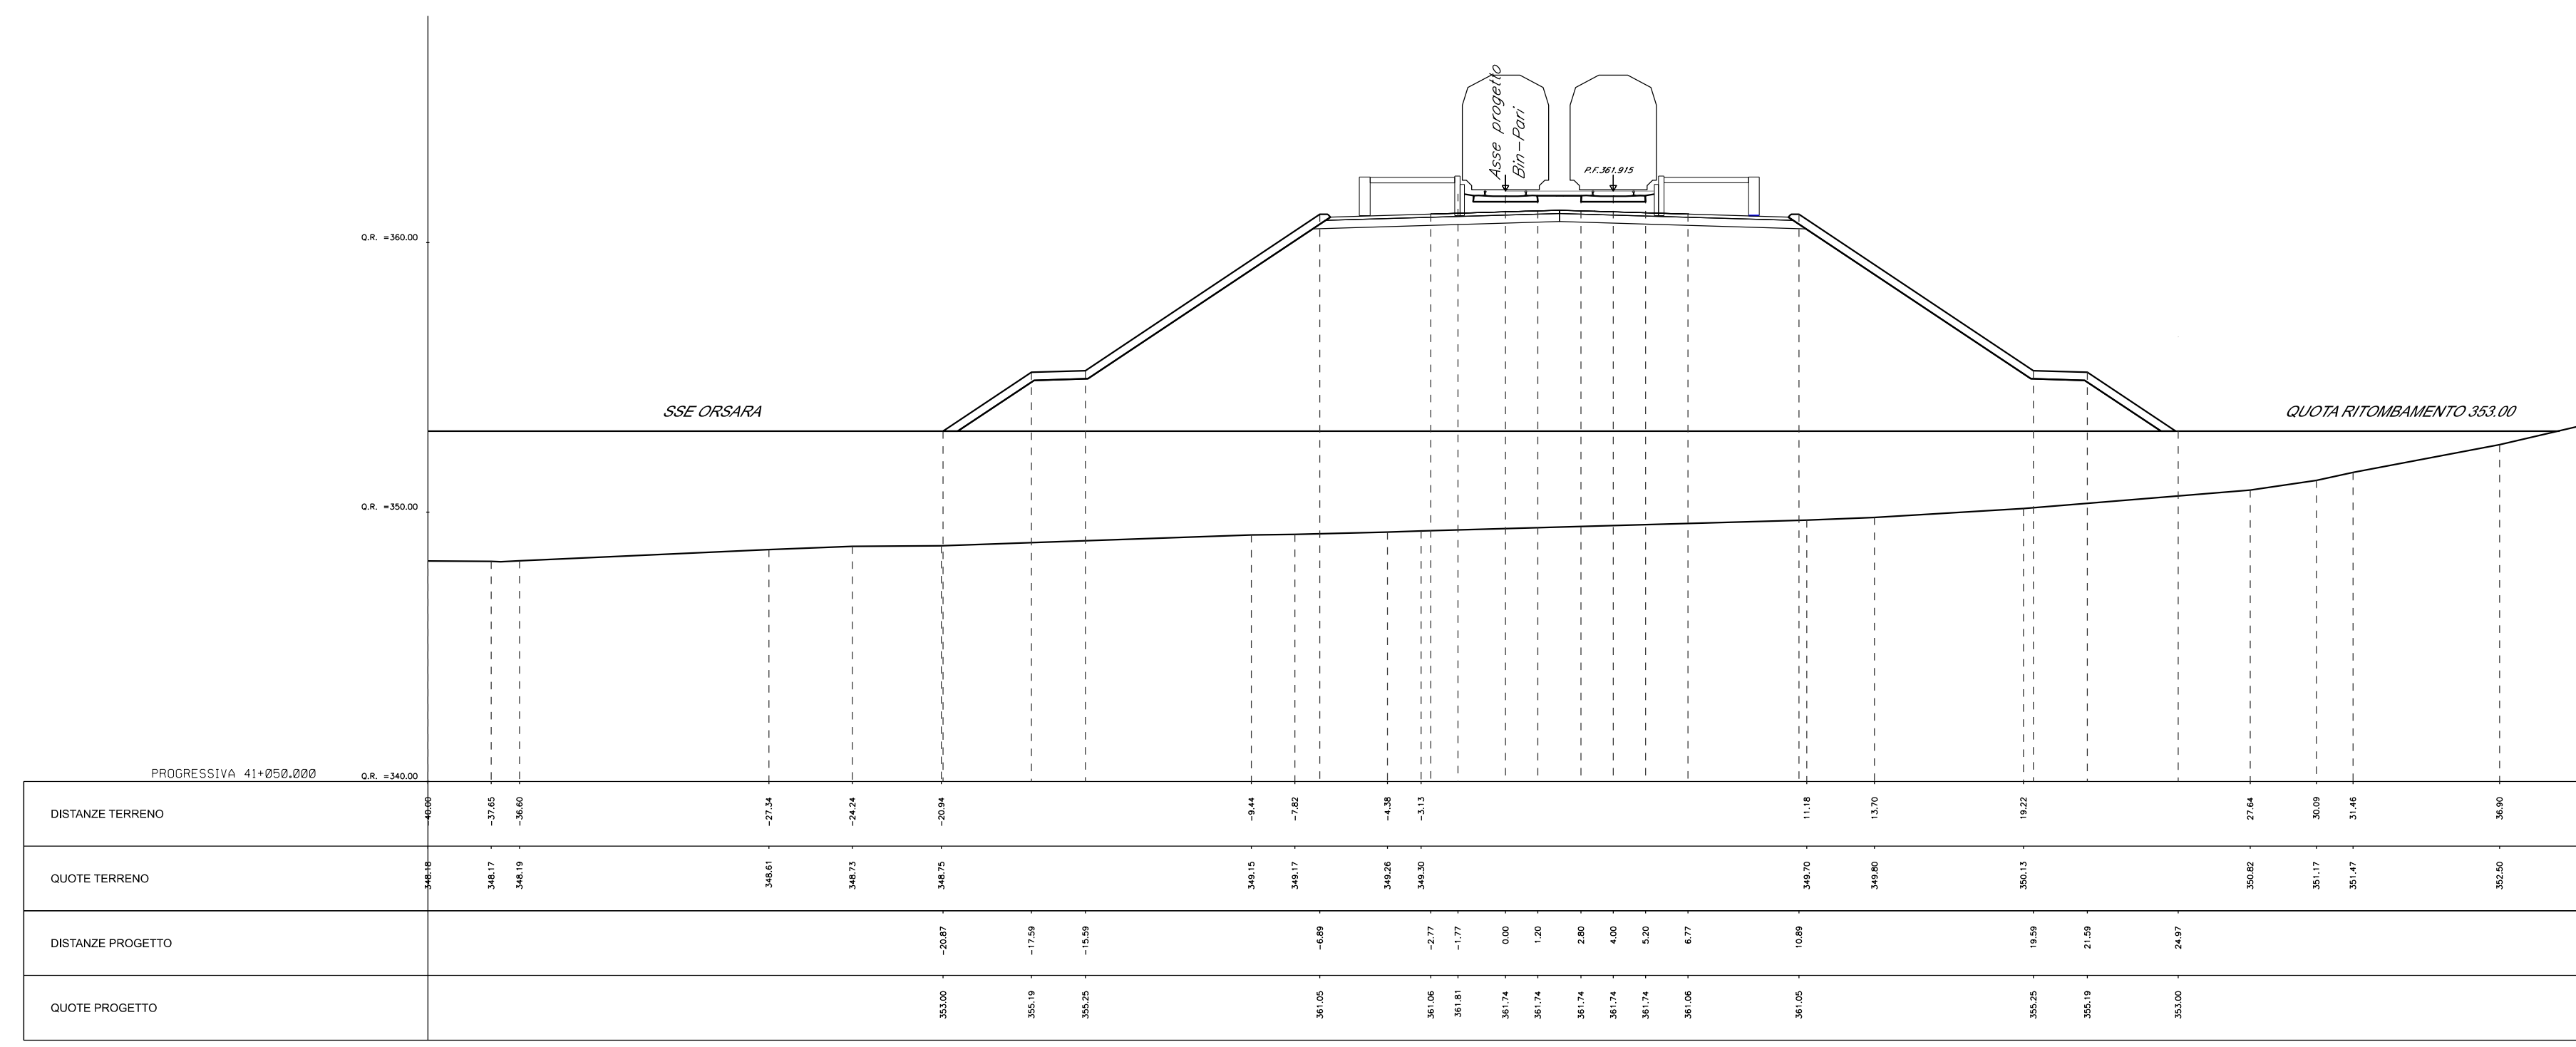 Asse progetto
Bin-Pari
P.F.361.915
Q.R. =360.00
SSE ORSARA
QUOTA RITOMBAMENTO 353.00
Q.R. =350.00
PROGRESSIVA 41+050.000
Q.R. =340.00
DISTANZE TERRENO
-40.00 -37.65 -36.60 -27.34 -24.24 -20.94 -9.44 -7.82 -4.38 -3.13 11.18 13.70 19.22 27.64 30.09 31.46 36.90
QUOTE TERRENO
348.18 348.17 348.19 348.61 348.73 348.75 349.15 349.17 349.26 349.30 349.70 349.80 350.13 350.82 351.17 351.47 352.50
DISTANZE PROGETTO
-20.87 -17.59 -15.59 -6.89 -2.77 -1.77 0.00 1.20 2.80 4.00 5.20 6.77 10.89 19.59 21.59 24.97
QUOTE PROGETTO
353.00 355.19 355.25 361.05 361.06 361.81 361.74 361.74 361.74 361.74 361.74 361.06 361.05 355.25 355.19 353.00